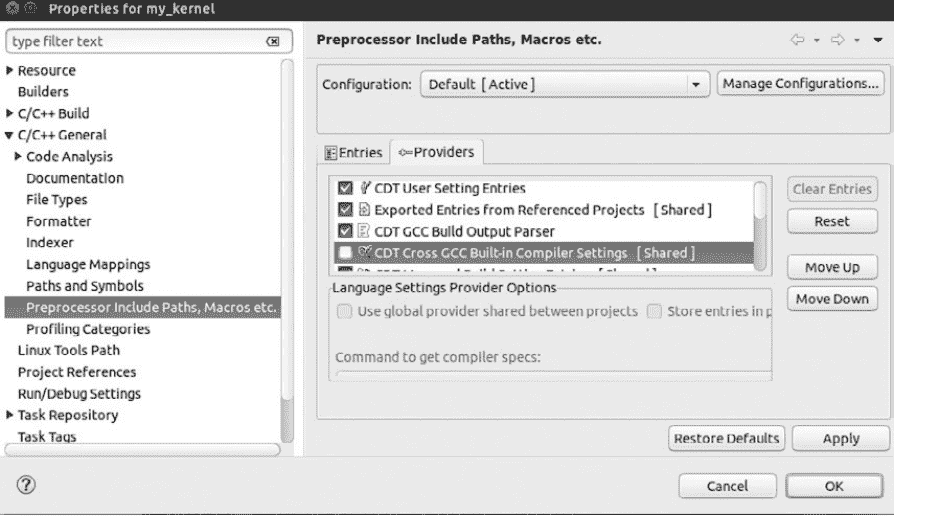 Properties for my_kernel
type filter text
Resource
Builders
C/C++ Build
C/C++ General
Code Analysis
Documentation
File Types
Formatter
Indexer
Language Mappings
Paths and Symbols
Preprocessor Include Paths, Macros etc.
Profiling Categories
Linux Tools Path
Project References
Run/Debug Settings
Task Repository
Task Tags
Preprocessor Include Paths, Macros etc.
Configuration: Default [Active] Manage Configurations...
Entries Providers
CDT User Setting Entries
Exported Entries from Referenced Projects [Shared]
CDT GCC Build Output Parser
CDT Cross GCC Built-in Compiler Settings [Shared]
Clear Entries
Reset
Move Up
Move Down
Language Settings Provider Options
Use global provider shared between projects Store entries in p
Command to get compiler specs:
Restore Defaults Apply
? Cancel OK